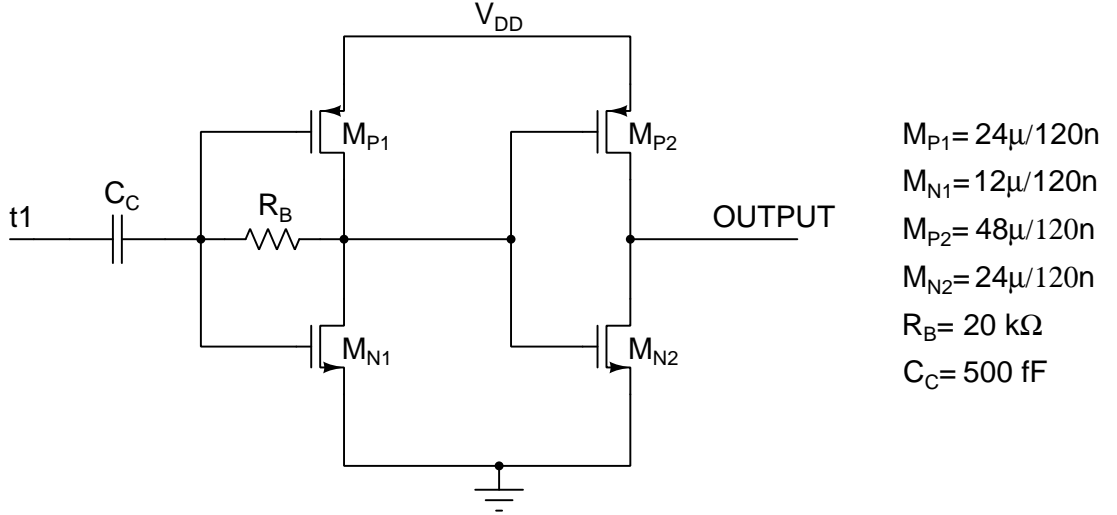 V_DD
M_P1
M_P2
M_P1= 24μ/120n
C_C
M_N1= 12μ/120n
t1
R_B
OUTPUT
M_P2= 48μ/120n
M_N2= 24μ/120n
M_N1
M_N2
R_B= 20 kΩ
C_C= 500 fF